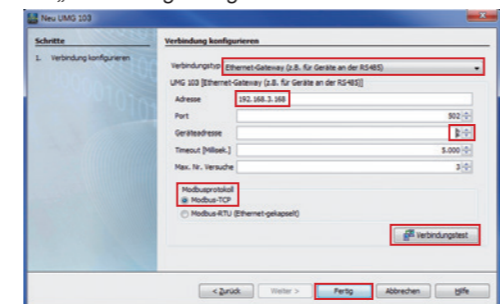 Neu UMG 103
Schritte
1. Verbindung konfigurieren
Verbindung konfigurieren
Verbindungstyp Ethernet-Gateway (z.B. für Geräte an der RS485)
UMG 103 [Ethernet-Gateway (z.B. für Geräte an der RS485)]
Adresse 192.168.3.168
Port 502
Geräteadresse
Timeout [Millisek.] 5.000
Max. Nr. Versuche 3
Modbusprotokoll
Modbus-TCP
Modbus-RTU (Ethernet-gekapselt)
Verbindungstest
< Zurück Weiter > Fertig Abbrechen Hilfe